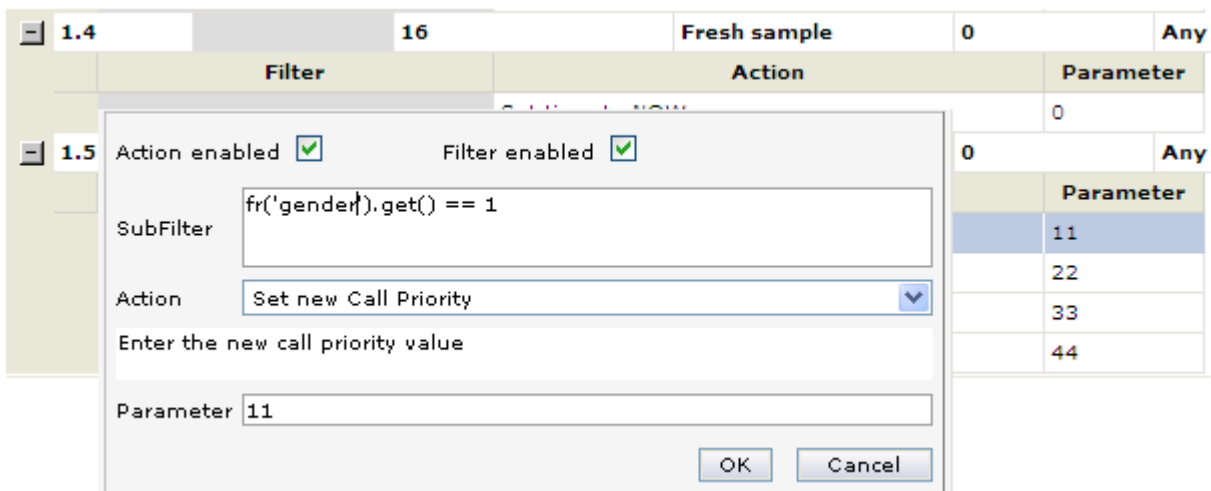 1.4 16 Fresh sample 0 Any
Filter Action Parameter
0
1.5 Action enabled Filter enabled 0 Any
Parameter
SubFilter fr('gender').get() == 1
11
22
Action Set new Call Priority
33
Enter the new call priority value
44
Parameter 11
OK Cancel